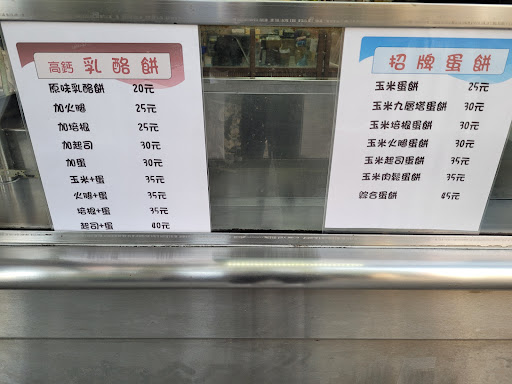 高鈣 乳酪餅
原味乳酪餅 20元
加火腿 25元
加培根 25元
加起司 30元
加蛋 30元
玉米+蛋 35元
火腿+蛋 35元
培根+蛋 35元
起司+蛋 40元
招牌蛋餅
玉米蛋餅 25元
玉米九層塔蛋餅 30元
玉米培根蛋餅 30元
玉米火腿蛋餅 30元
玉米起司蛋餅 35元
玉米肉鬆蛋餅 35元
綜合蛋餅 45元